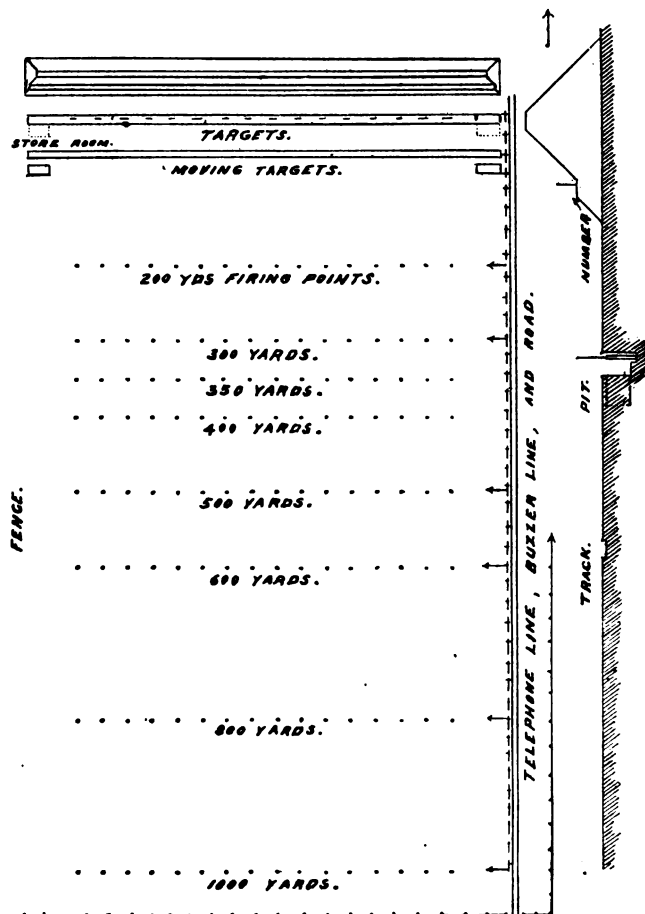 TARGETS.
STORE ROOM.
MOVING TARGETS.
NUMBER
200 YDS FIRING POINTS.
300 YARDS.
350 YARDS.
PIT.
400 YARDS.
500 YARDS.
FENCE.
600 YARDS.
TRACK.
TELEPHONE LINE, BUZZER LINE, AND ROAD.
800 YARDS.
1000 YARDS.